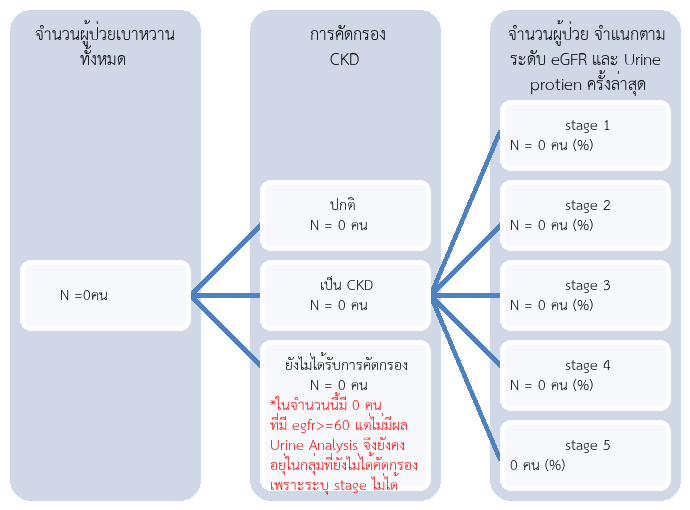 จำนวนผู้ป่วยเบาหวาน
ทั้งหมด
N =0คน
การคัดกรอง
CKD
ปกติ
N = 0 คน
เป็น CKD
N = 0 คน
ยังไม่ได้รับการคัดกรอง
N = 0 คน
*ในจำนวนนี้มี 0 คน
ที่มี egfr>=60 แต่ไม่มีผล
Urine Analysis จึงยังคง
อยู่ในกลุ่มที่ยังไม่ได้คัดกรอง
เพราะระบุ stage ไม่ได้
จำนวนผู้ป่วย จำแนกตาม
ระดับ eGFR และ Urine
protien ครั้งล่าสุด
stage 1
N = 0 คน (%)
stage 2
N = 0 คน (%)
stage 3
N = 0 คน (%)
stage 4
N = 0 คน (%)
stage 5
0 คน (%)